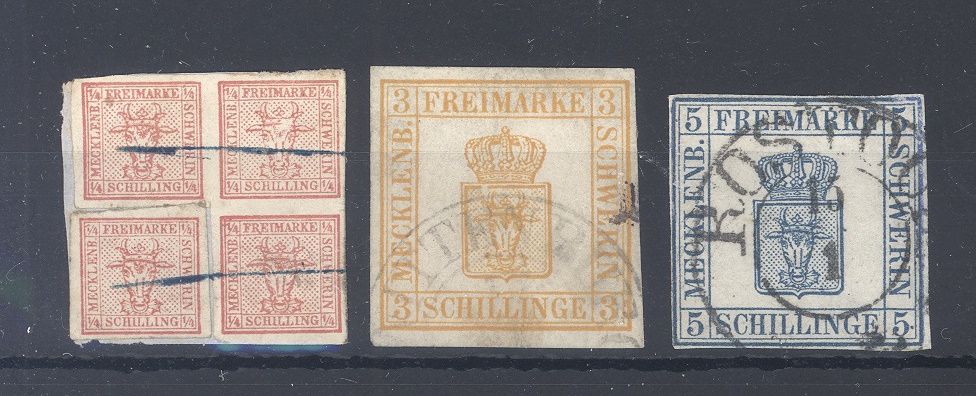 1/4 FREIMARKE 1/4
MECKLENB.
SCHWERIN
1/4 SCHILLING 1/4
1/4 FREIMARKE 1/4
MECKLENB.
SCHWERIN
1/4 SCHILLING 1/4
1/4 FREIMARKE 1/4
MECKLENB.
SCHWERIN
1/4 SCHILLING 1/4
1/4 FREIMARKE 1/4
MECKLENB.
SCHWERIN
1/4 SCHILLING 1/4
3 FREIMARKE 3
MECKLENB.
SCHWERIN
3 SCHILLINGE 3
5 FREIMARKE 5
MECKLENB.
SCHWERIN
5 SCHILLINGE 5
ROSTOCK
1